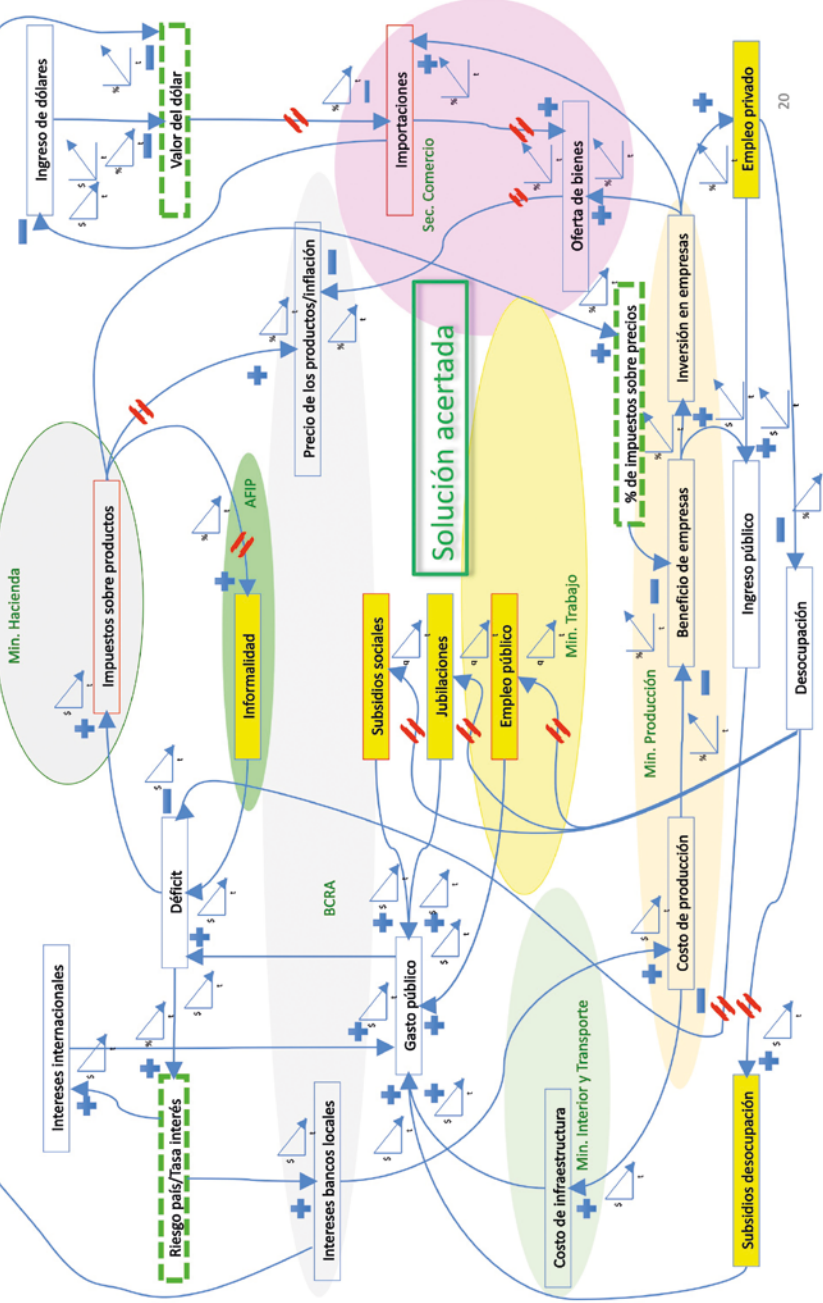 Min. Hacienda
Ingreso de dólares
Intereses internacionales
Impuestos sobre productos
Déficit
Riesgo país/Tasa interés
Valor del dólar
Informalidad
AFIP
Precio de los productos/inflación
Intereses bancos locales
BCRA
Subsidios sociales
Importaciones
Sec. Comercio
Gasto público
Jubilaciones
Solución acertada
Empleo público
Min. Trabajo
Costo de infraestructura
Min. Interior y Transporte
Oferta de bienes
% de impuestos sobre precios
Min. Producción
Costo de producción
Beneficio de empresas
Inversión en empresas
Subsidios desocupación
Ingreso público
Empleo privado
Desocupación
20